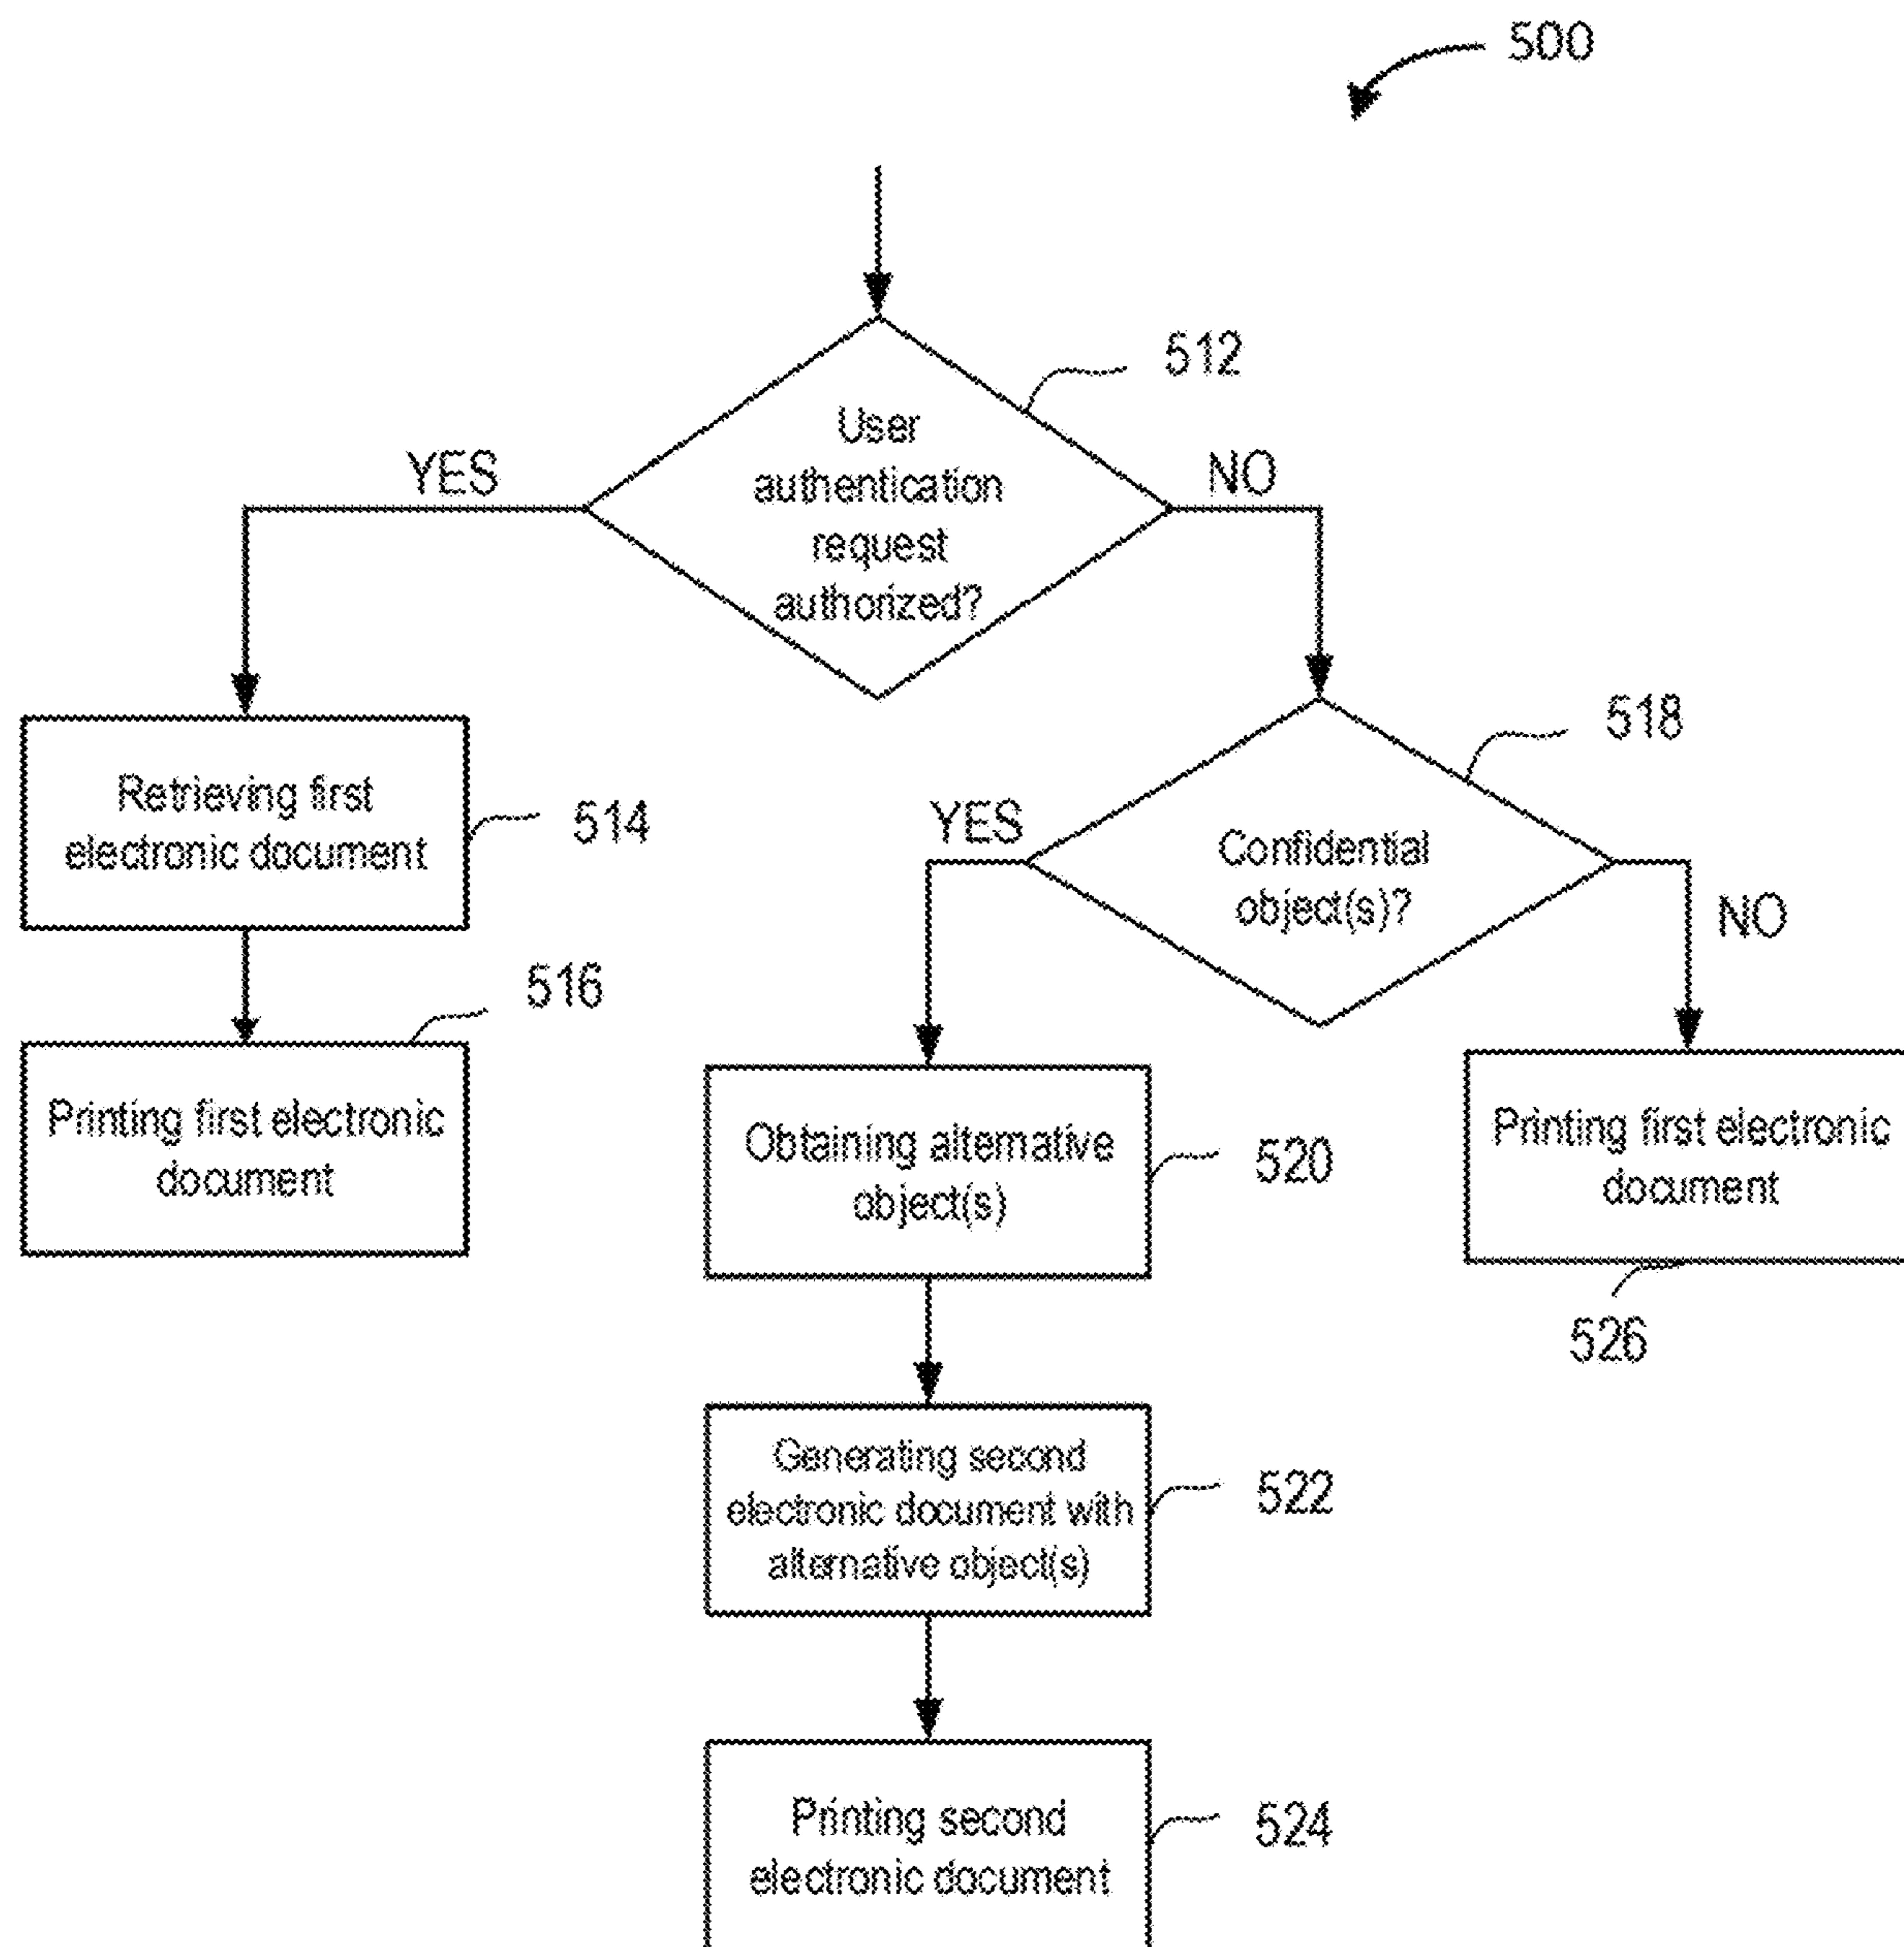 500
512
User
authentication
request
authorized?
YES
NO
518
Retrieving first
electronic document
514
YES
Confidential
object(s)?
NO
516
Printing first electronic
document
Obtaining alternative
object(s)
520
Printing first electronic
document
526
Generating second
electronic document with
alternative object(s)
522
Printing second
electronic document
524